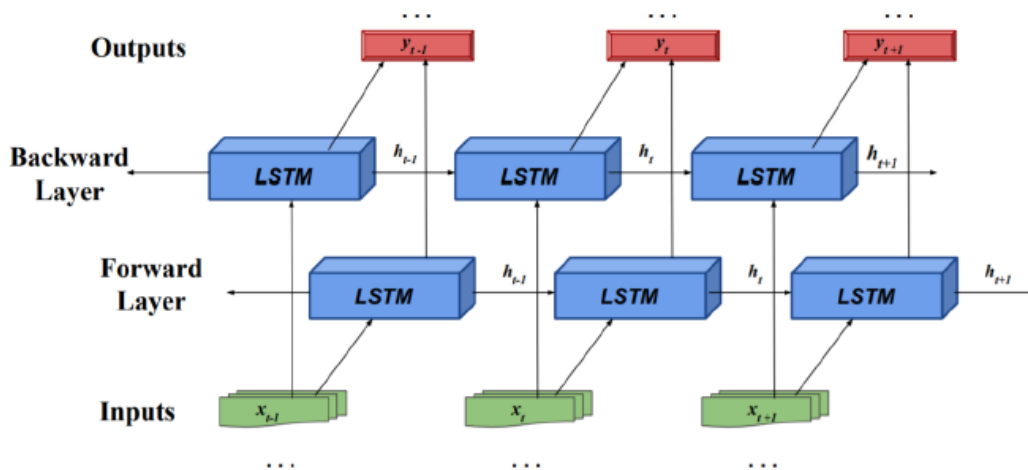 ... ... ...
Outputs y_{t-1} y_t y_{t+1}
Backward
Layer
LSTM h_{t-1} LSTM h_t LSTM h_{t+1}
Forward
Layer
LSTM h_{t-1} LSTM h_t LSTM h_{t+1}
Inputs x_{t-1} x_t x_{t+1}
... ... ...